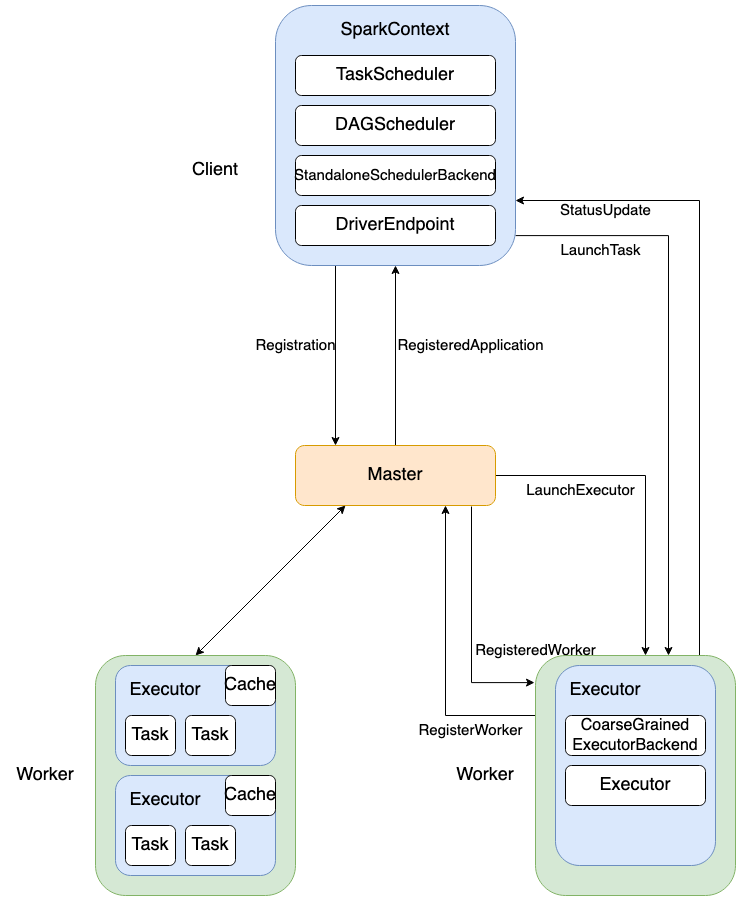 SparkContext
TaskScheduler
DAGScheduler
Client
StandaloneSchedulerBackend
StatusUpdate
DriverEndpoint
LaunchTask
Registration
RegisteredApplication
Master
LaunchExecutor
RegisteredWorker
Executor
Cache
Task
Task
Worker
Executor
Cache
Task
Task
RegisterWorker
Worker
Executor
CoarseGrained
ExecutorBackend
Executor